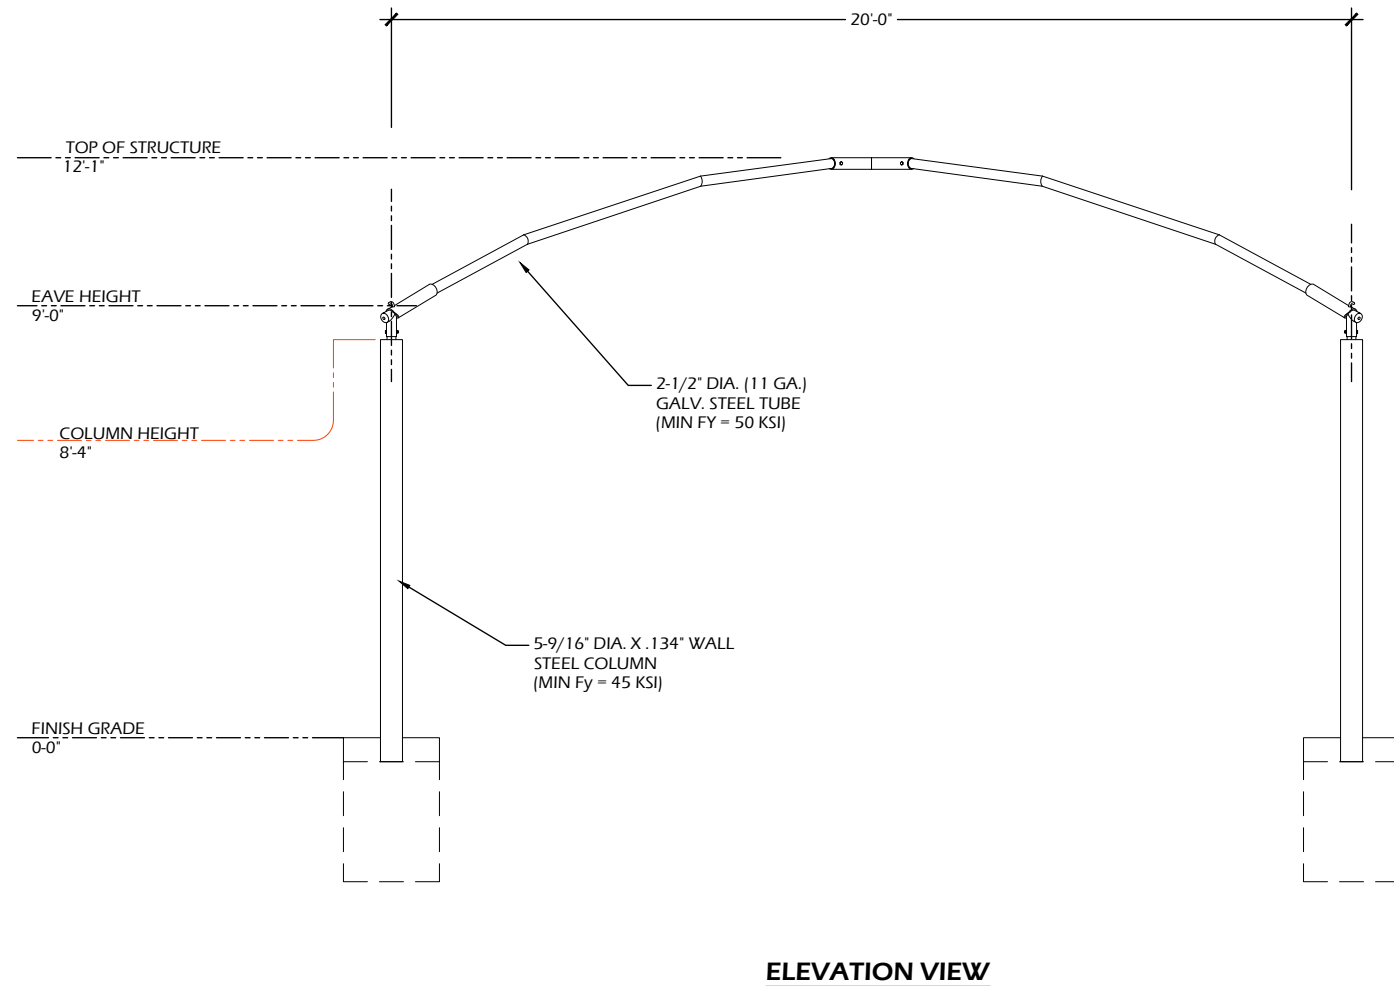 20'-0"
TOP OF STRUCTURE
12'-1"
EAVE HEIGHT
9'-0"
2-1/2" DIA. (11 GA.)
GALV. STEEL TUBE
(MIN FY = 50 KSI)
COLUMN HEIGHT
8'-4"
5-9/16" DIA. X .134" WALL
STEEL COLUMN
(MIN Fy = 45 KSI)
FINISH GRADE
0-0"
ELEVATION VIEW